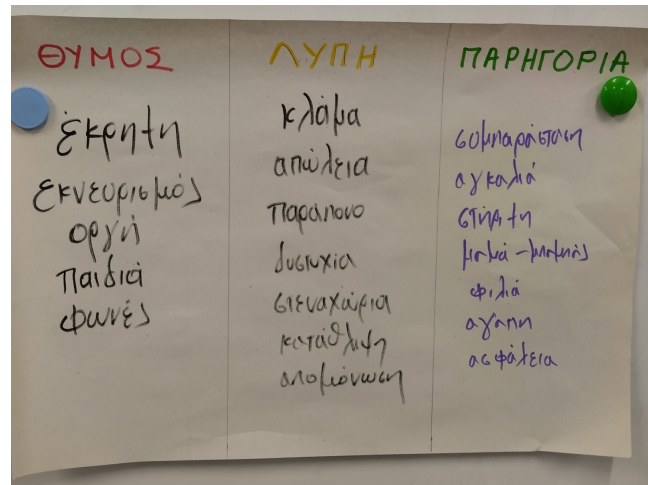 ΘΥΜΟΣ
έκρηξη
εκνευρισμός
οργή
παιδιά
φωνές
ΛΥΠΗ
κλάμα
απώλεια
παράπονο
δυστυχία
στεναχώρια
κατάθλιψη
απομόνωση
ΠΑΡΗΓΟΡΙΑ
συμπαράσταση
αγκαλιά
στήριξη
μαμά - μπαμπάς
φιλιά
αγάπη
ασφάλεια